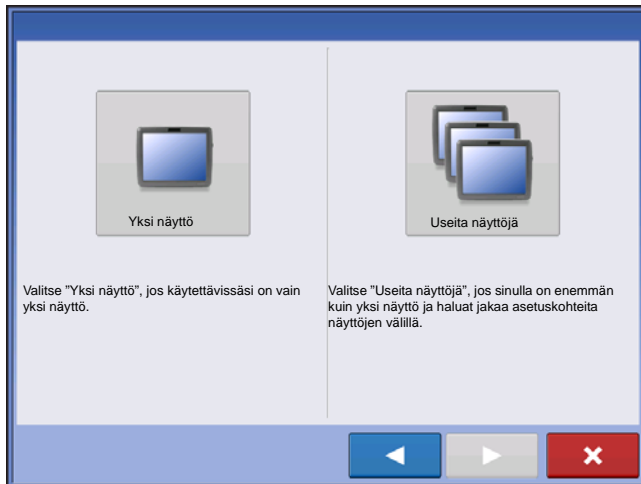 Yksi näyttö
Useita näyttöjä
Valitse ”Yksi näyttö”, jos käytettävissäsi on vain
yksi näyttö.
Valitse ”Useita näyttöjä”, jos sinulla on enemmän
kuin yksi näyttö ja haluat jakaa asetuskohteita
näyttöjen välillä.